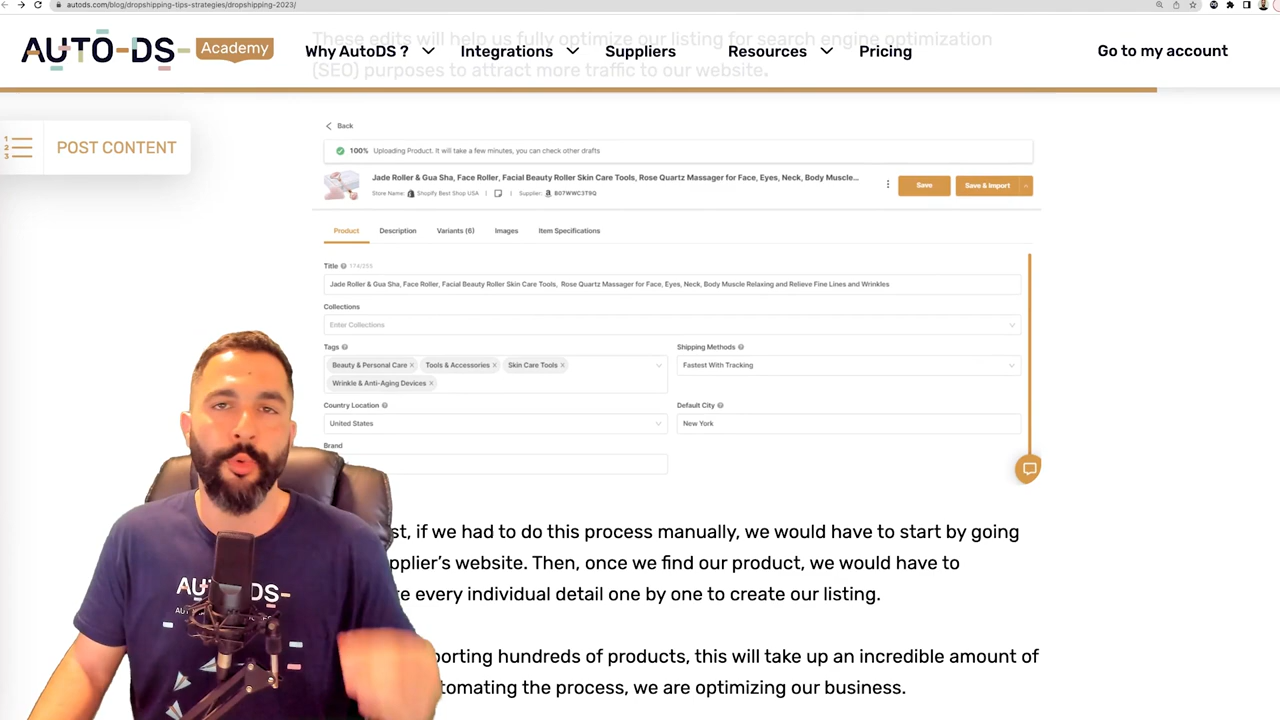 autods.com/blog/dropshipping-tips-strategies/dropshipping-2023/
These edits will help us fully optimize our listing for search engine optimization
(SEO) purposes to attract more traffic to our website.
AUTO-DS- Academy
Why AutoDS ? Integrations Suppliers Resources Pricing Go to my account
POST CONTENT
Back
100% Uploading Product. It will take a few minutes, you can check other drafts
Jade Roller & Gua Sha, Face Roller, Facial Beauty Roller Skin Care Tools, Rose Quartz Massager for Face, Eyes, Neck, Body Muscle...
Store Name: Shopify Best Shop USA | | Supplier: B07WWC3T9Q
Save
Save & Import
Product Description Variants (6) Images Item Specifications
Title 174/255
Jade Roller & Gua Sha, Face Roller, Facial Beauty Roller Skin Care Tools, Rose Quartz Massager for Face, Eyes, Neck, Body Muscle Relaxing and Relieve Fine Lines and Wrinkles
Collections
Enter Collections
Tags Shipping Methods
Beauty & Personal Care × Tools & Accessories × Skin Care Tools × Fastest With Tracking
Wrinkle & Anti-Aging Devices ×
Country Location Default City
United States New York
Brand
st, if we had to do this process manually, we would have to start by going
pplier's website. Then, once we find our product, we would have to
e every individual detail one by one to create our listing.
porting hundreds of products, this will take up an incredible amount of
tomating the process, we are optimizing our business.
AUTO-DS-